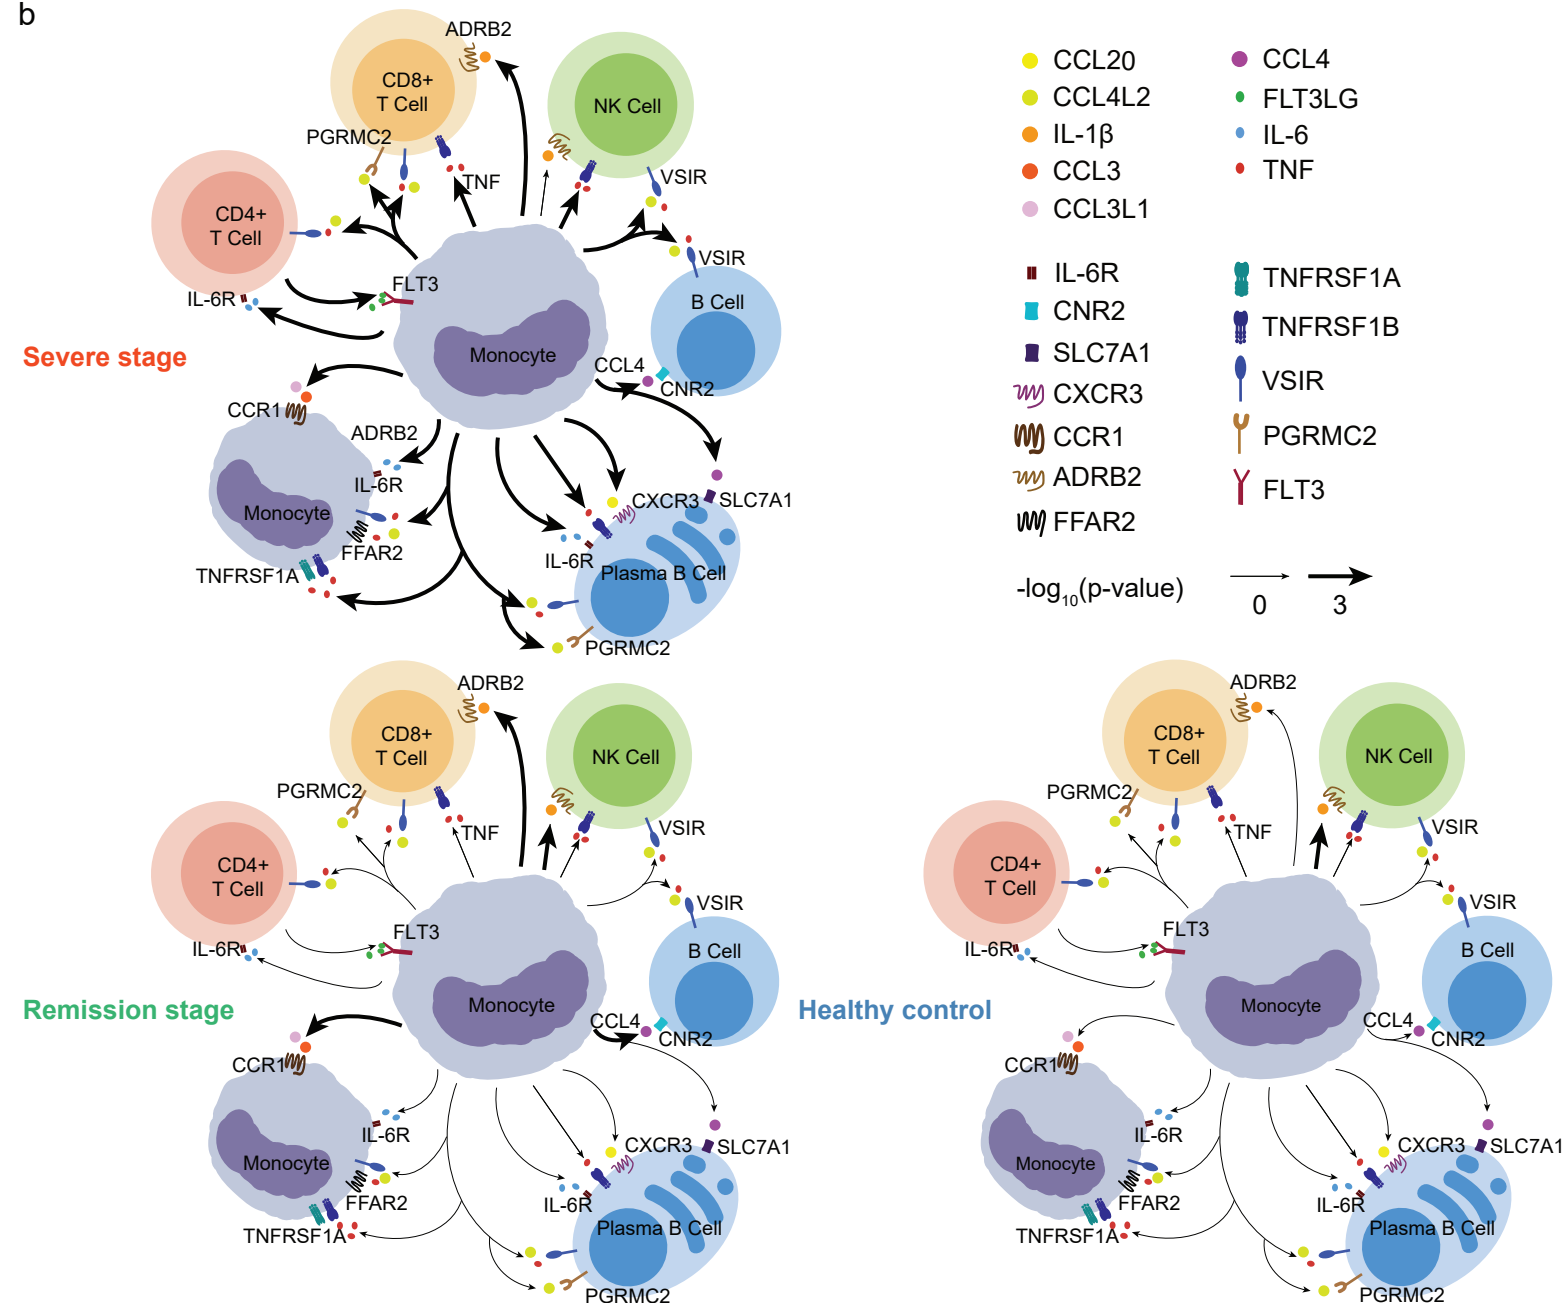 b
ADRB2
CD8+
T Cell
NK Cell
PGRMC2
TNF
VSIR
CD4+
T Cell
VSIR
IL-6R
FLT3
B Cell
Monocyte
Severe stage
CCL4
CNR2
CCR1
ADRB2
IL-6R
Monocyte
FFAR2
TNFRSF1A
CXCR3
SLC7A1
IL-6R
Plasma B Cell
PGRMC2
CCL20
CCL4L2
IL-1β
CCL3
CCL3L1
CCL4
FLT3LG
IL-6
TNF
IL-6R
CNR2
SLC7A1
CXCR3
CCR1
ADRB2
FFAR2
TNFRSF1A
TNFRSF1B
VSIR
PGRMC2
FLT3
-log10(p-value)
0
3
ADRB2
CD8+
T Cell
NK Cell
PGRMC2
TNF
VSIR
CD4+
T Cell
VSIR
IL-6R
FLT3
B Cell
Monocyte
Remission stage
CCL4
CNR2
CCR1
IL-6R
Monocyte
FFAR2
TNFRSF1A
CXCR3
SLC7A1
IL-6R
Plasma B Cell
PGRMC2
ADRB2
CD8+
T Cell
NK Cell
PGRMC2
TNF
VSIR
CD4+
T Cell
VSIR
IL-6R
FLT3
B Cell
Monocyte
Healthy control
CCL4
CNR2
CCR1
IL-6R
Monocyte
FFAR2
TNFRSF1A
CXCR3
SLC7A1
IL-6R
Plasma B Cell
PGRMC2